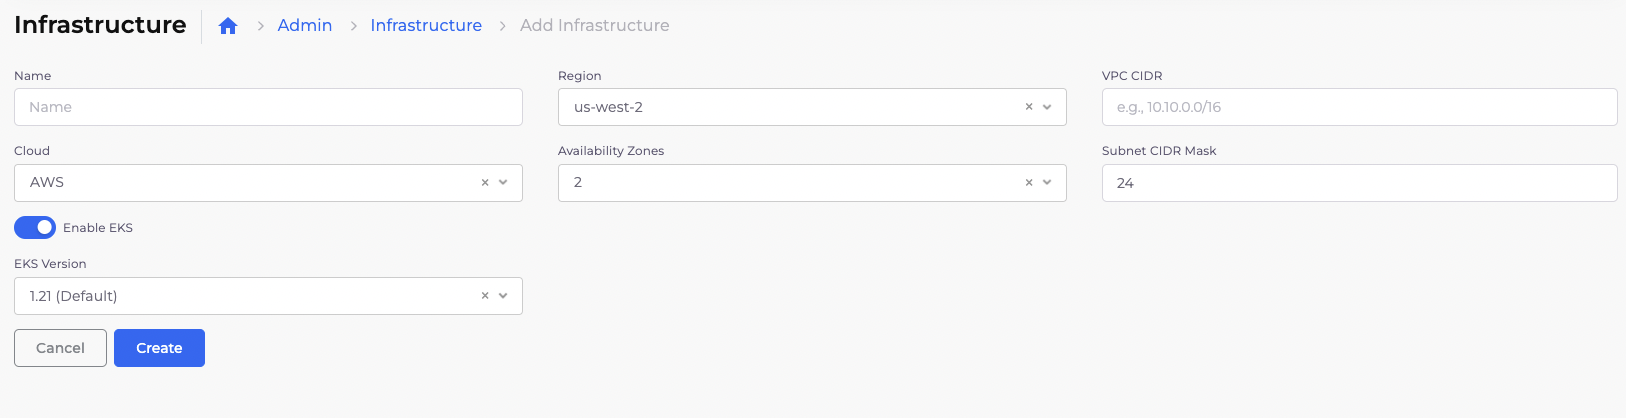 Infrastructure
Admin
Infrastructure
Add Infrastructure
Name
Region
VPC CIDR
Name
us-west-2
e.g., 10.10.0.0/16
Cloud
Availability Zones
Subnet CIDR Mask
AWS
2
24
Enable EKS
EKS Version
1.21 (Default)
Cancel
Create